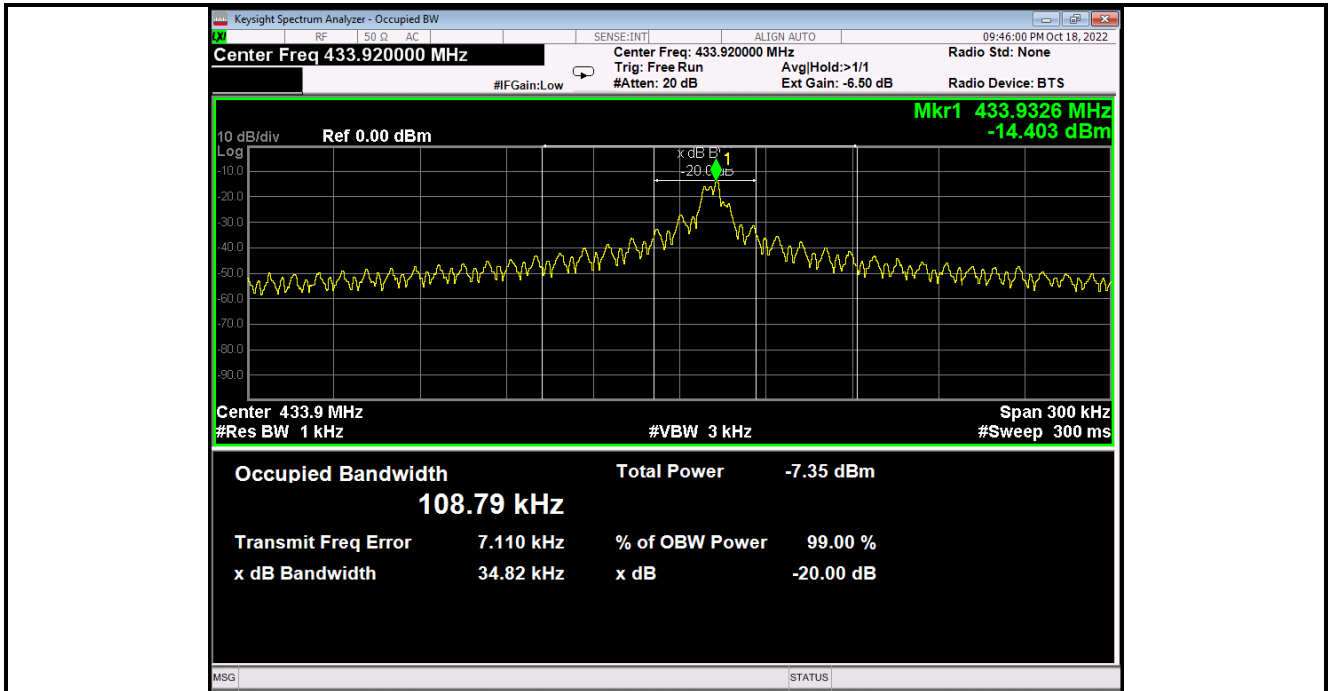 Keysight Spectrum Analyzer - Occupied BW
LXI RF 50 Ω AC SENSE:INT ALIGN AUTO 09:46:00 PM Oct 18, 2022
Center Freq 433.920000 MHz
Center Freq: 433.920000 MHz Radio Std: None
Trig: Free Run Avg|Hold:>1/1
#IFGain:Low #Atten: 20 dB Ext Gain: -6.50 dB Radio Device: BTS
Mkr1 433.9326 MHz
-14.403 dBm
10 dB/div Ref 0.00 dBm
Log
x dB 1
-10.0
-20.0
-30.0
-40.0
-50.0
-60.0
-70.0
-80.0
-90.0
Center 433.9 MHz Span 300 kHz
#Res BW 1 kHz #VBW 3 kHz #Sweep 300 ms
Occupied Bandwidth Total Power -7.35 dBm
108.79 kHz
Transmit Freq Error 7.110 kHz % of OBW Power 99.00 %
x dB Bandwidth 34.82 kHz x dB -20.00 dB
MSG STATUS